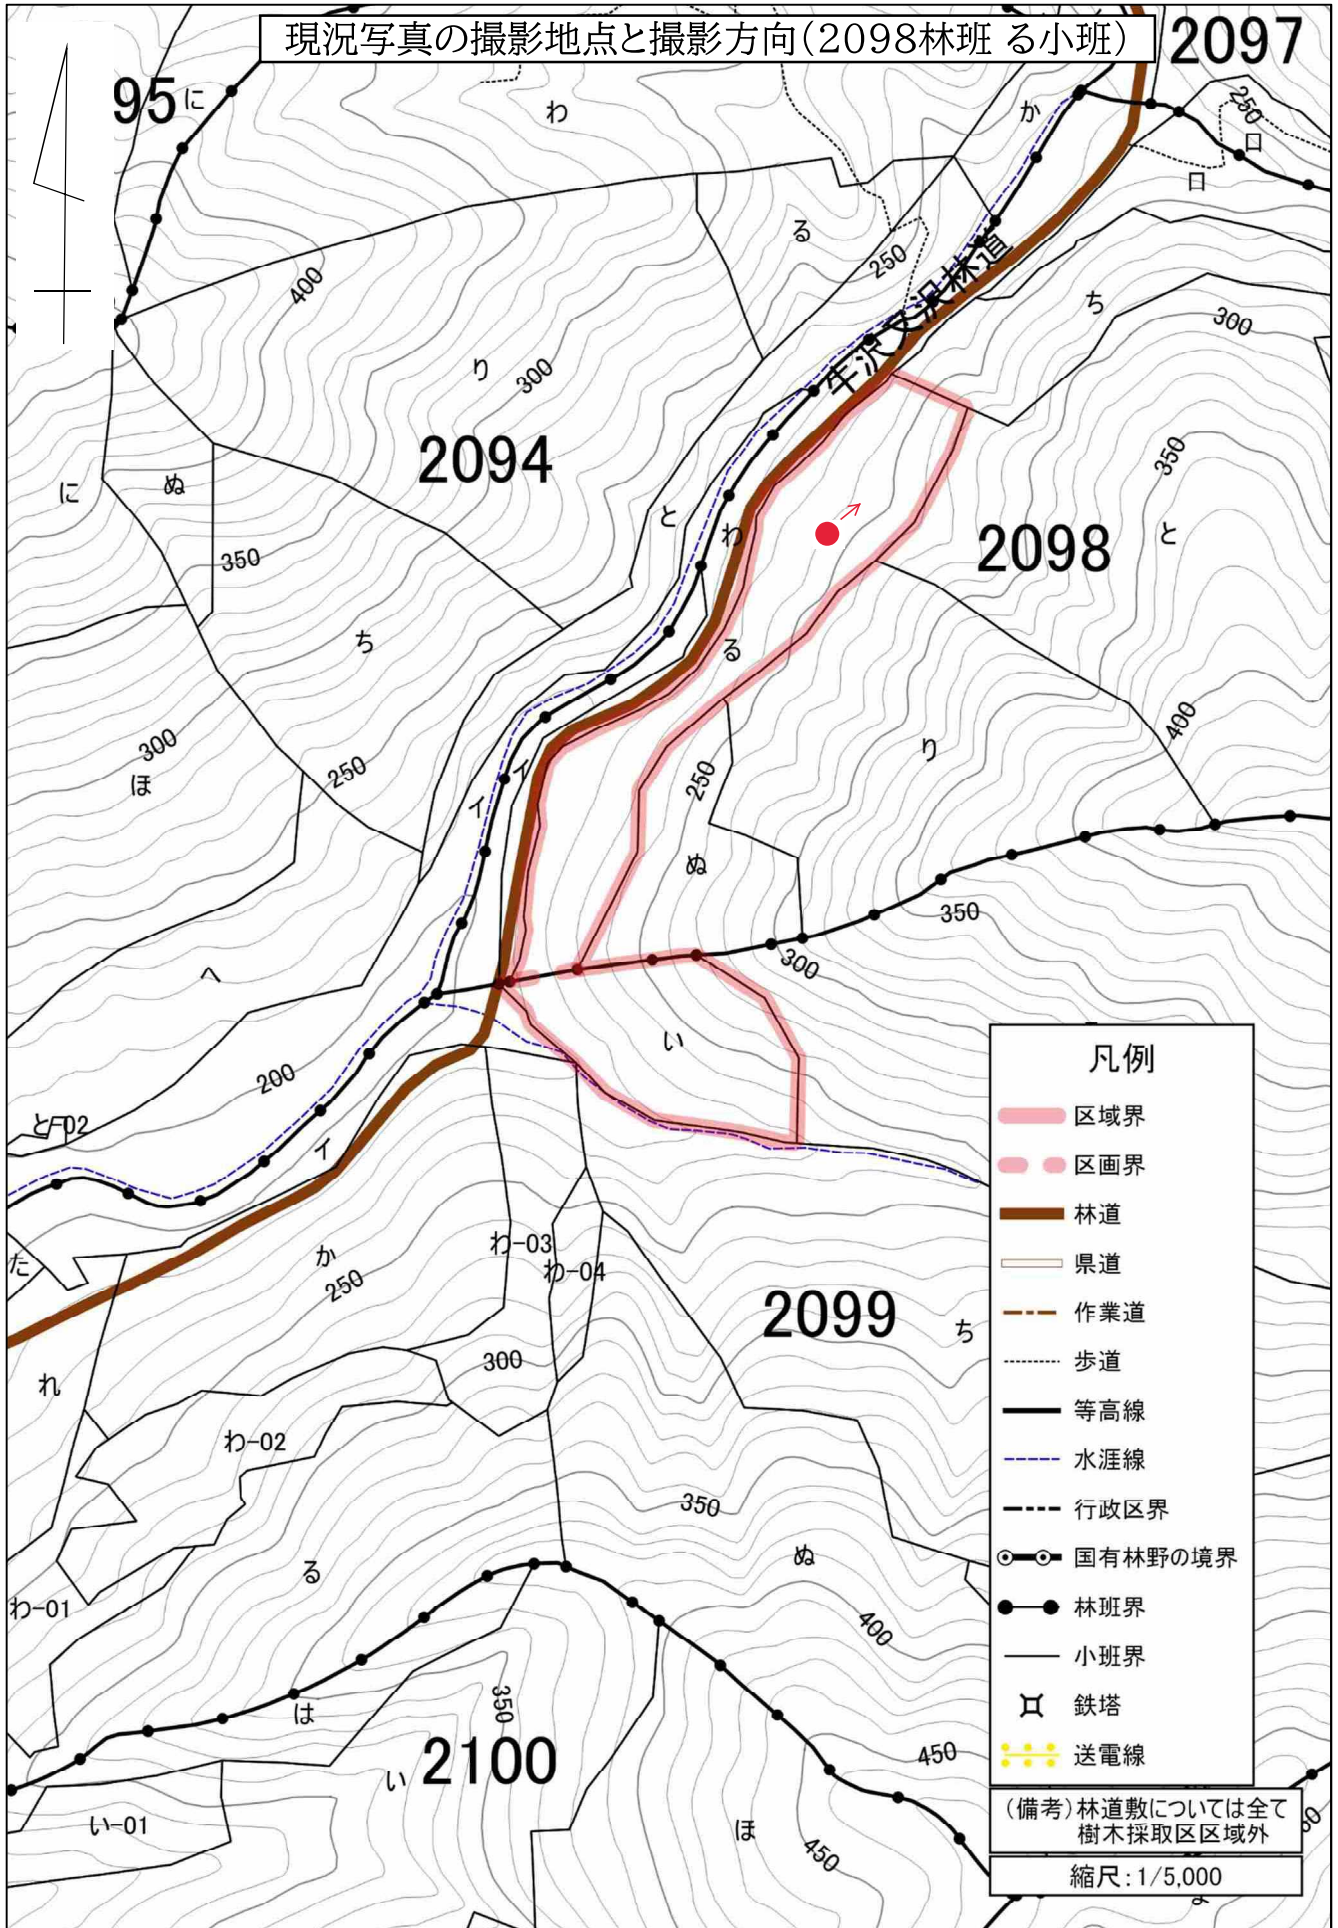 現況写真の撮影地点と撮影方向(2098林班 る小班)
2097
95 に
わ
か
250
ロ
ロ
る
250
牛沢又沢林道
400
ち
300
り
300
2094
350
に
ぬ
と
わ
2098
と
350
ち
る
400
300
り
ほ
250
250
イ
イ
ぬ
350
300
へ
い
200
イ
た
か
250
わ-03
わ-04
2099
ち
300
れ
わ-02
350
ぬ
る
わ-01
400
は
350
い 2100
450
い-01
ほ
450
凡例
区域界
区画界
林道
県道
作業道
歩道
等高線
水涯線
行政区界
国有林野の境界
林班界
小班界
鉄塔
送電線
(備考)林道敷については全て
樹木採取区区域外
縮尺:1/5,000